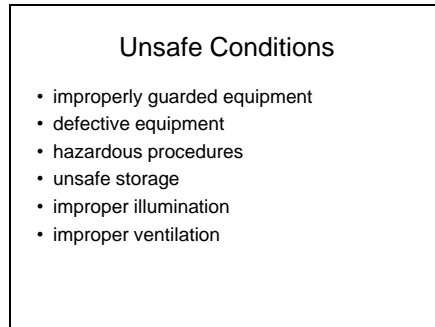 Unsafe Conditions
• improperly guarded equipment
• defective equipment
• hazardous procedures
• unsafe storage
• improper illumination
• improper ventilation